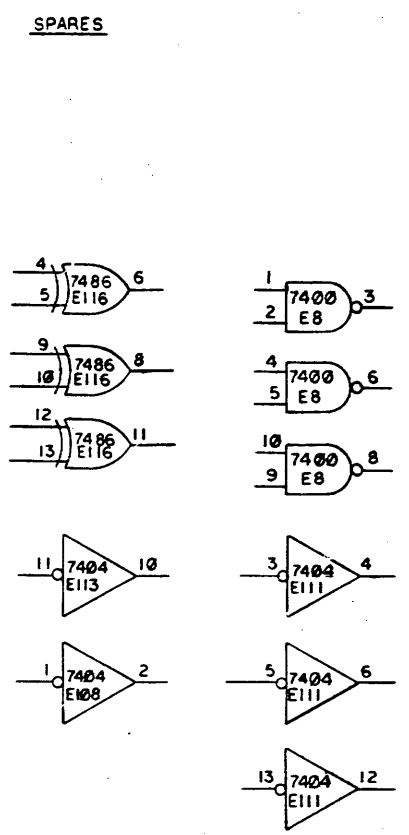 SPARES
4 7486 6
5 E116
1 7400 3
2 E8
9 7486 8
10 E116
4 7400 6
5 E8
12 7486 11
13 E116
10 7400 8
9 E8
11 7404 10
E113
3 7404 4
E111
1 7404 2
E108
5 7404 6
E111
13 7404 12
E111